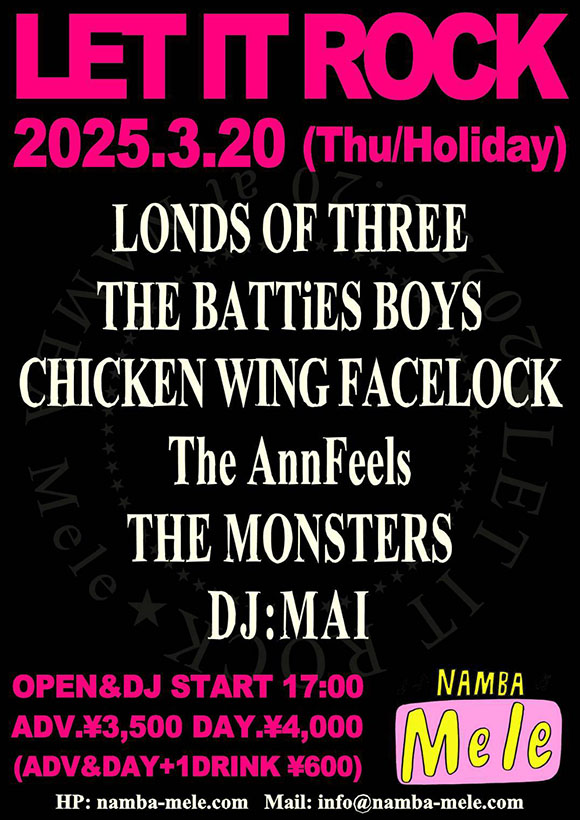 LET IT ROCK
2025.3.20 (Thu/Holiday)
LONDS OF THREE
THE BATTiES BOYS
CHICKEN WING FACELOCK
The AnnFeels
THE MONSTERS
DJ:MAI
OPEN&DJ START 17:00
ADV.¥3,500 DAY.¥4,000
(ADV&DAY+1DRINK ¥600)
NAMBA
Mele
HP: namba-mele.com Mail: info@namba-mele.com